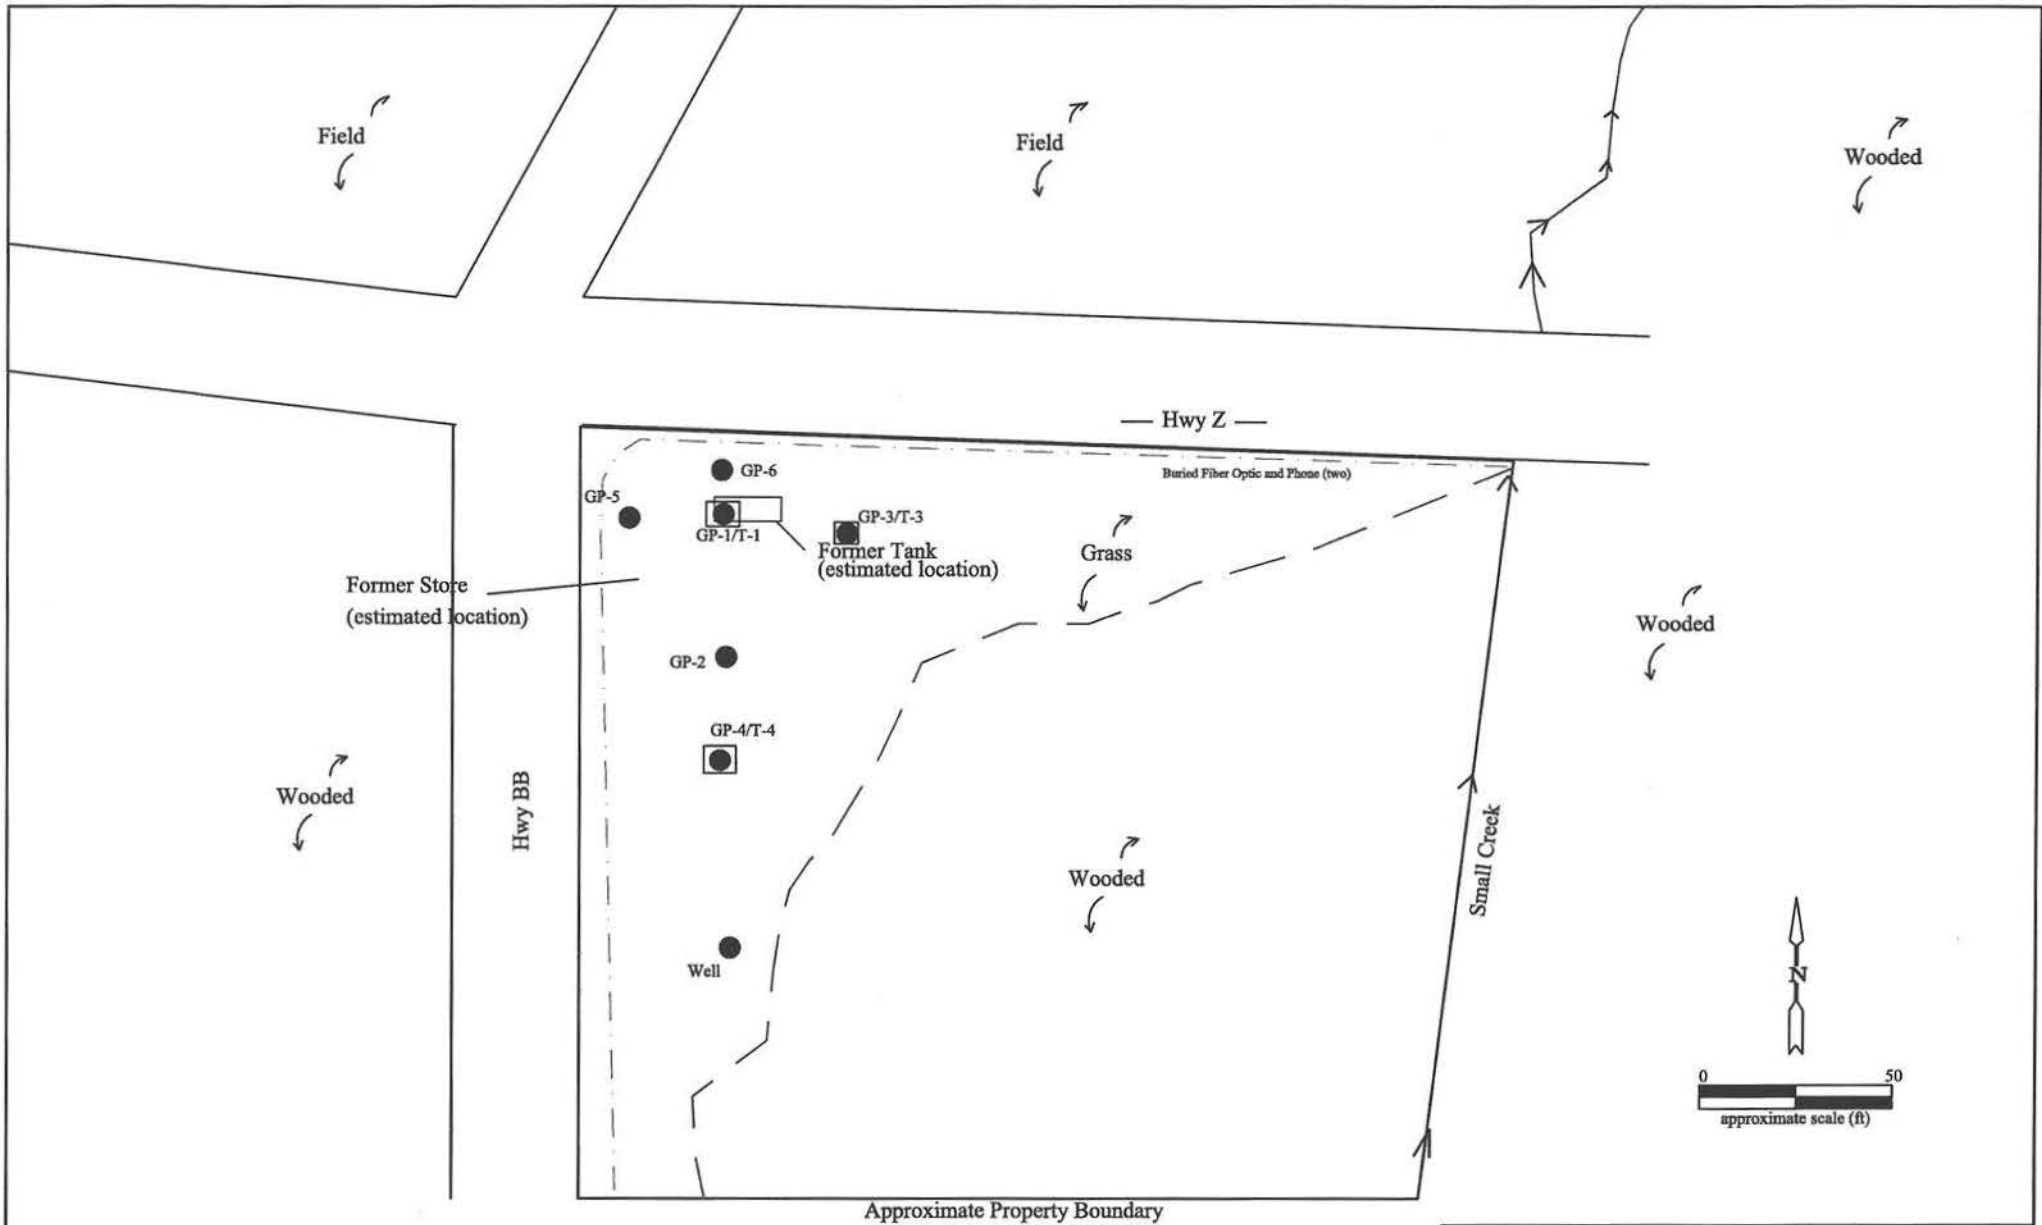 Field
Field
Wooded
— Hwy Z —
Buried Fiber Optic and Phone (two)
GP-6
GP-5
GP-1/T-1
GP-3/T-3
Former Tank
(estimated location)
Grass
Former Store
(estimated location)
Wooded
GP-2
GP-4/T-4
Wooded
Hwy BB
Wooded
Small Creek
Well
N
0 50
approximate scale (ft)
Approximate Property Boundary